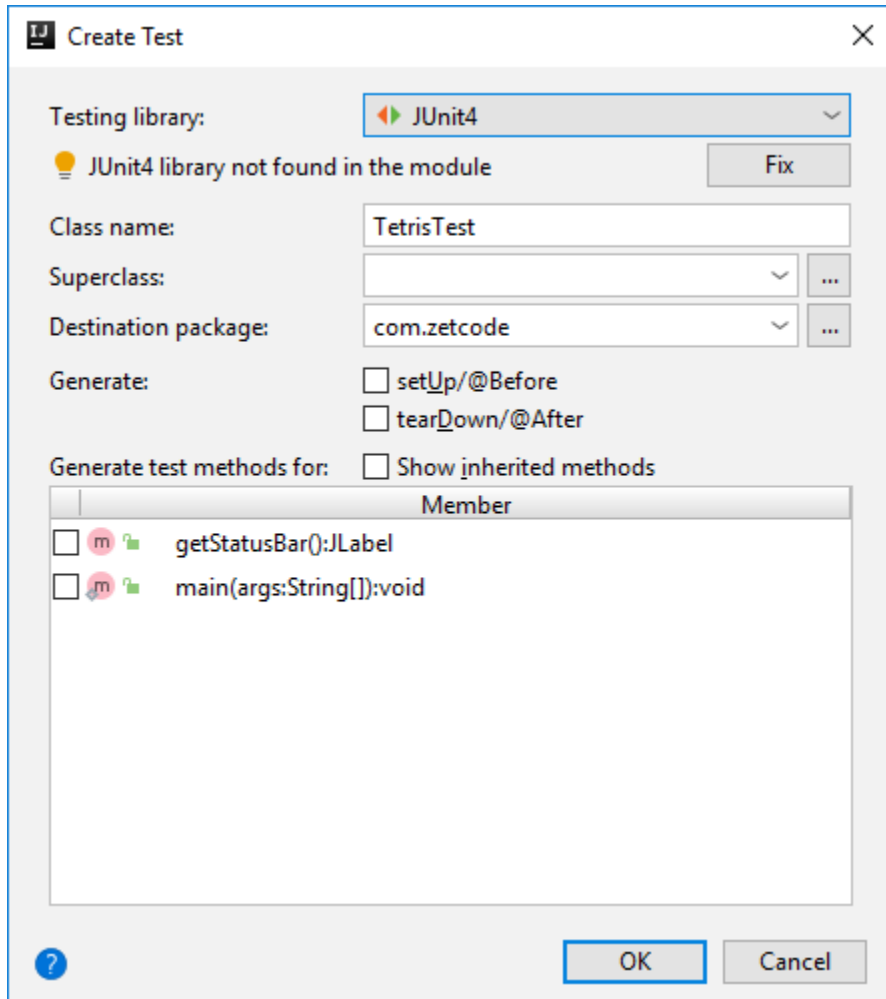 IJ Create Test
Testing library: JUnit4
JUnit4 library not found in the module Fix
Class name: TetrisTest
Superclass: ...
Destination package: com.zetcode ...
Generate: setUp/@Before
tearDown/@After
Generate test methods for: Show inherited methods
Member
m getStatusBar():JLabel
m main(args:String[]):void
? OK Cancel